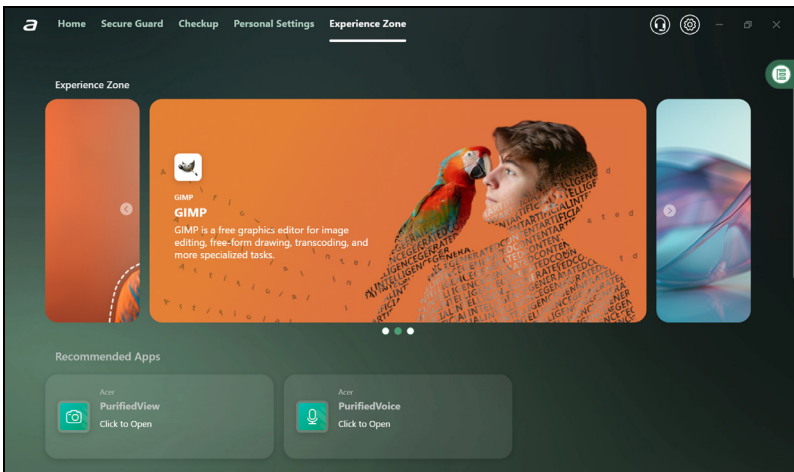 a
Home
Secure Guard
Checkup
Personal Settings
Experience Zone
Experience Zone
GIMP
GIMP
GIMP is a free graphics editor for image
editing, free-form drawing, transcoding, and
more specialized tasks.
Recommended Apps
Acer
PurifiedView
Click to Open
Acer
PurifiedVoice
Click to Open